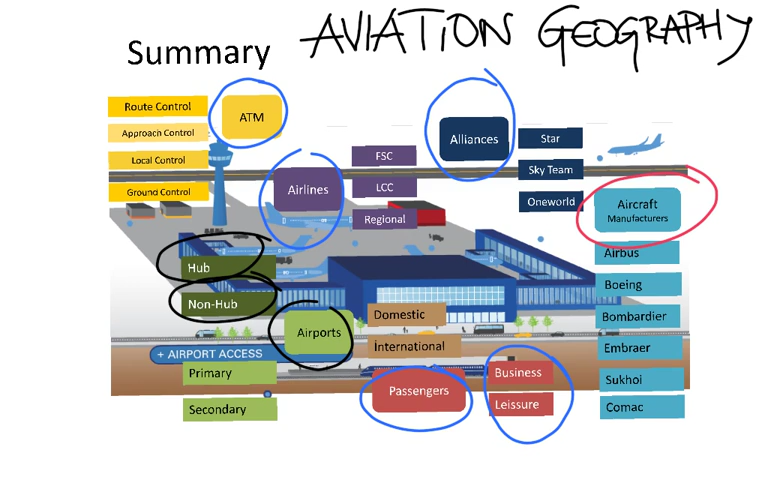 AVIATION GEOGRAPHY
Summary
Route Control
Approach Control
Local Control
Ground Control
ATM
Airlines
FSC
LCC
Regional
Alliances
Star
Sky Team
Oneworld
Aircraft
Manufacturers
Airbus
Boeing
Bombardier
Embraer
Sukhoi
Comac
Hub
Non-Hub
Airports
+ AIRPORT ACCESS
Primary
Secondary
Domestic
International
Passengers
Business
Leissure